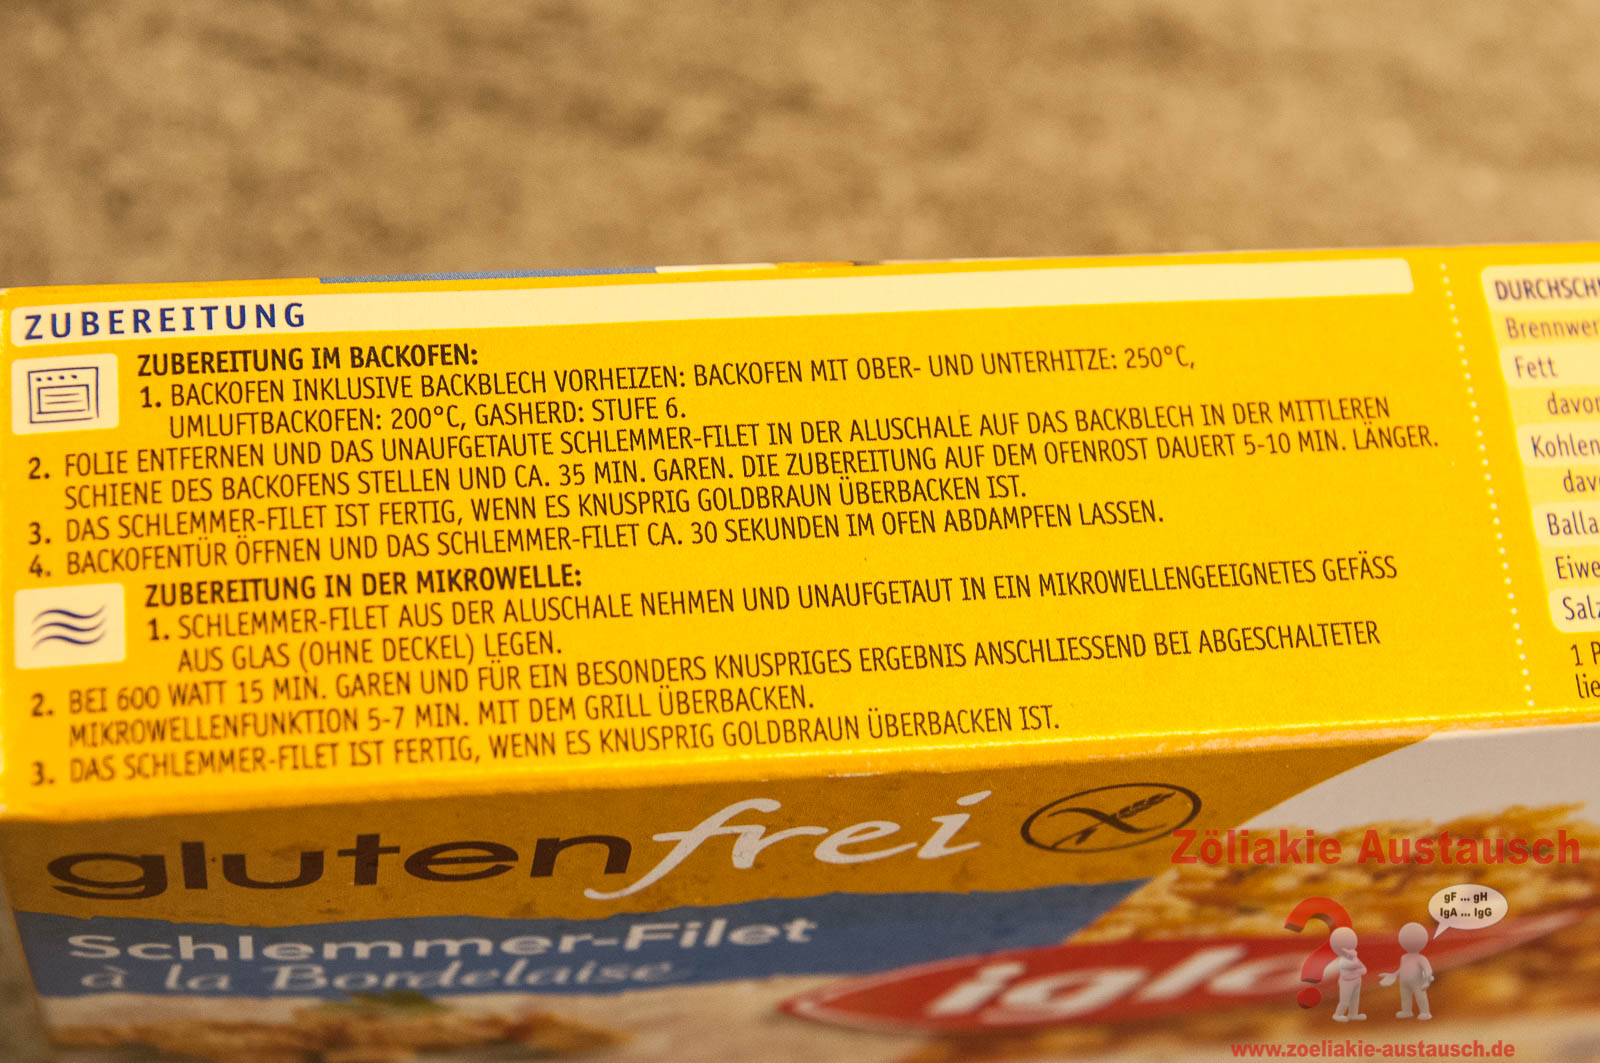 ZUBEREITUNG
ZUBEREITUNG IM BACKOFEN:
1. BACKOFEN INKLUSIVE BACKBLECH VORHEIZEN: BACKOFEN MIT OBER- UND UNTERHITZE: 250°C,
UMLUFTBACKOFEN: 200°C, GASHERD: STUFE 6.
2. FOLIE ENTFERNEN UND DAS UNAUFGETAUTE SCHLEMMER-FILET IN DER ALUSCHALE AUF DAS BACKBLECH IN DER MITTLEREN
SCHIENE DES BACKOFENS STELLEN UND CA. 35 MIN. GAREN. DIE ZUBEREITUNG AUF DEM OFENROST DAUERT 5-10 MIN. LÄNGER.
3. DAS SCHLEMMER-FILET IST FERTIG, WENN ES KNUSPRIG GOLDBRAUN ÜBERBACKEN IST.
4. BACKOFENTÜR ÖFFNEN UND DAS SCHLEMMER-FILET CA. 30 SEKUNDEN IM OFEN ABDAMPFEN LASSEN.
ZUBEREITUNG IN DER MIKROWELLE:
1. SCHLEMMER-FILET AUS DER ALUSCHALE NEHMEN UND UNAUFGETAUT IN EIN MIKROWELLENGEEIGNETES GEFÄSS
AUS GLAS (OHNE DECKEL) LEGEN.
2. BEI 600 WATT 15 MIN. GAREN UND FÜR EIN BESONDERS KNUSPRIGES ERGEBNIS ANSCHLIESSEND BEI ABGESCHALTETER
MIKROWELLENFUNKTION 5-7 MIN. MIT DEM GRILL ÜBERBACKEN.
3. DAS SCHLEMMER-FILET IST FERTIG, WENN ES KNUSPRIG GOLDBRAUN ÜBERBACKEN IST.
DURCHSCH
Brennwer
Fett
davon
Kohlen
dav
Balla
Eiwe
Salz
1 P
lie
glutenfrei
Schlemmer-Filet
à la Bordelaise
iglo
Zöliakie Austausch
gF ... gH
IgA ... IgG
www.zoeliakie-austausch.de